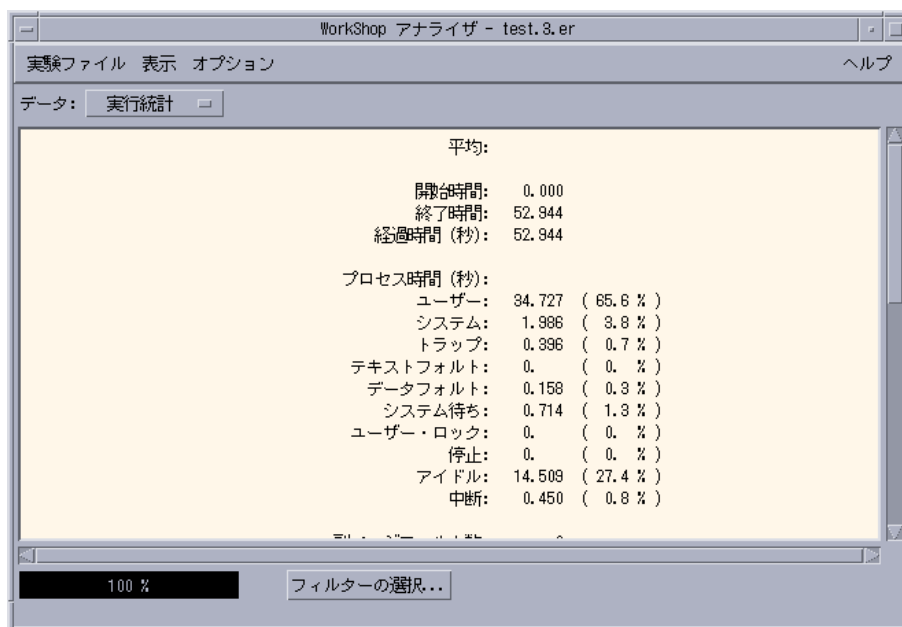 WorkShop アナライザ - test.3.er
実験ファイル 表示 オプション ヘルプ
データ: 実行統計
平均:
開始時間: 0.000
終了時間: 52.944
経過時間 (秒): 52.944
プロセス時間 (秒):
ユーザー: 34.727 ( 65.6 % )
システム: 1.986 ( 3.8 % )
トラップ: 0.396 ( 0.7 % )
テキストフォルト: 0. ( 0. % )
データフォルト: 0.158 ( 0.3 % )
システム待ち: 0.714 ( 1.3 % )
ユーザー・ロック: 0. ( 0. % )
停止: 0. ( 0. % )
アイドル: 14.509 ( 27.4 % )
中断: 0.450 ( 0.8 % )
100 % フィルターの選択...